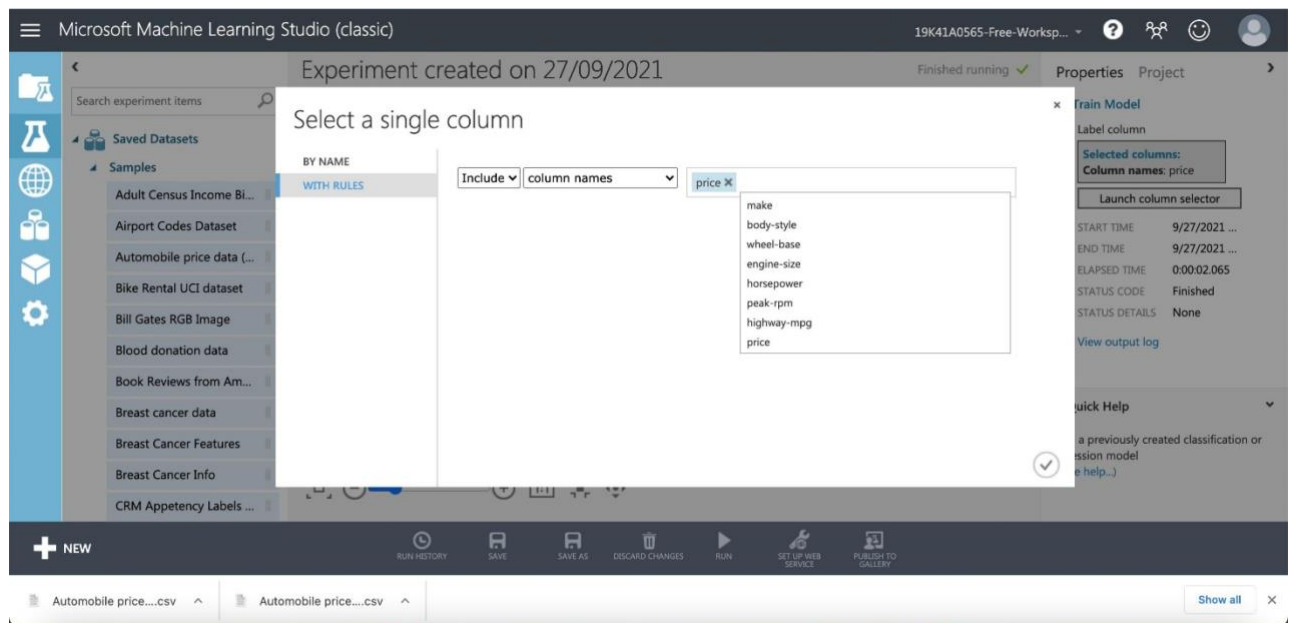 Microsoft Machine Learning Studio (classic)
19K41A0565-Free-Worksp...
?
Experiment created on 27/09/2021
Finished running
Properties Project
Search experiment items
Saved Datasets
Samples
Adult Census Income Bi...
Airport Codes Dataset
Automobile price data (...
Bike Rental UCI dataset
Bill Gates RGB Image
Blood donation data
Book Reviews from Am...
Breast cancer data
Breast Cancer Features
Breast Cancer Info
CRM Appetency Labels ...
Select a single column
BY NAME
WITH RULES
Include column names price
make
body-style
wheel-base
engine-size
horsepower
peak-rpm
highway-mpg
price
Train Model
Label column
Selected columns:
Column names: price
Launch column selector
START TIME 9/27/2021 ...
END TIME 9/27/2021 ...
ELAPSED TIME 0:00:02.065
STATUS CODE Finished
STATUS DETAILS None
View output log
uick Help
a previously created classification or
ession model
e help...)
1:1
NEW
RUN HISTORY
SAVE
SAVE AS
DISCARD CHANGES
RUN
SET UP WEB
SERVICE
PUBLISH TO
GALLERY
Automobile price....csv
Automobile price....csv
Show all